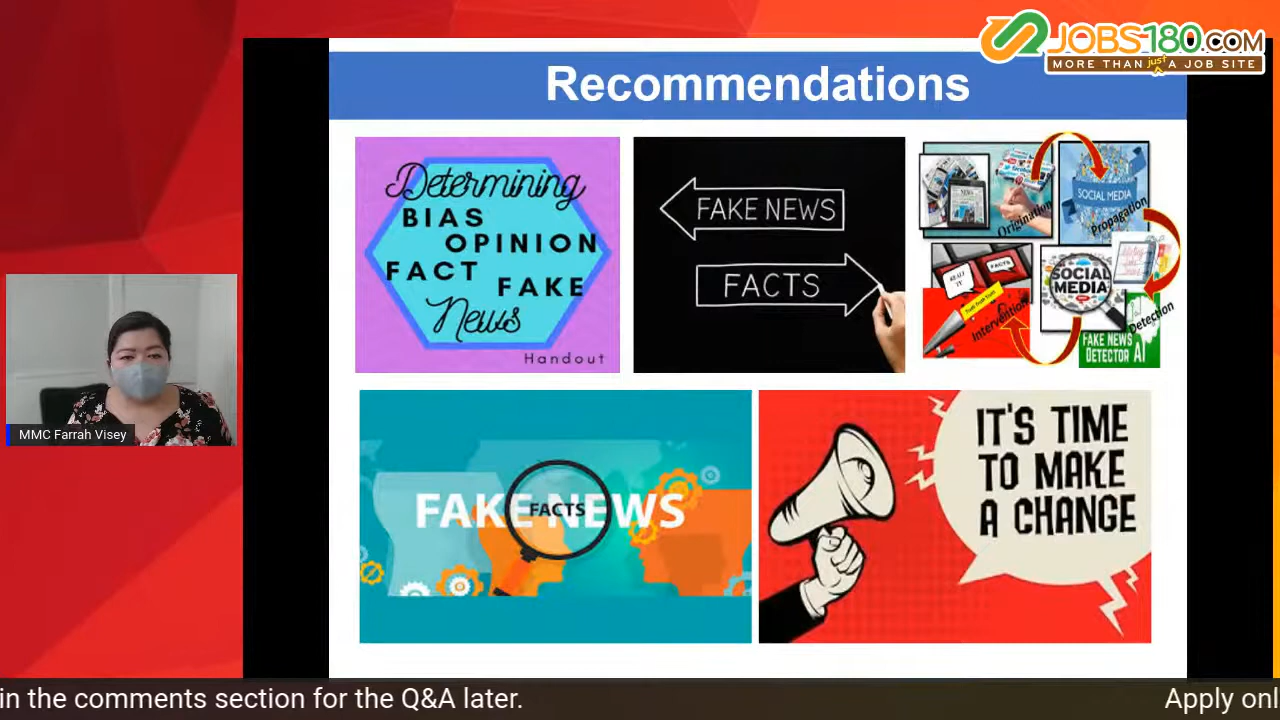 JOBS180.COM
MORE THAN just A JOB SITE
Recommendations
Determining
BIAS
OPINION
FACT
FAKE
News
Handout
FAKE NEWS
FACTS
NEWS
Origination
SOCIAL MEDIA
Propagation
FACTS
Intervention
SOCIAL
MEDIA
Detection
FAKE NEWS
DETECTOR AI
FAKE NEWS
FACTS
IT'S TIME
TO MAKE
A CHANGE
MMC Farrah Visey
in the comments section for the Q&A later.
Apply onl